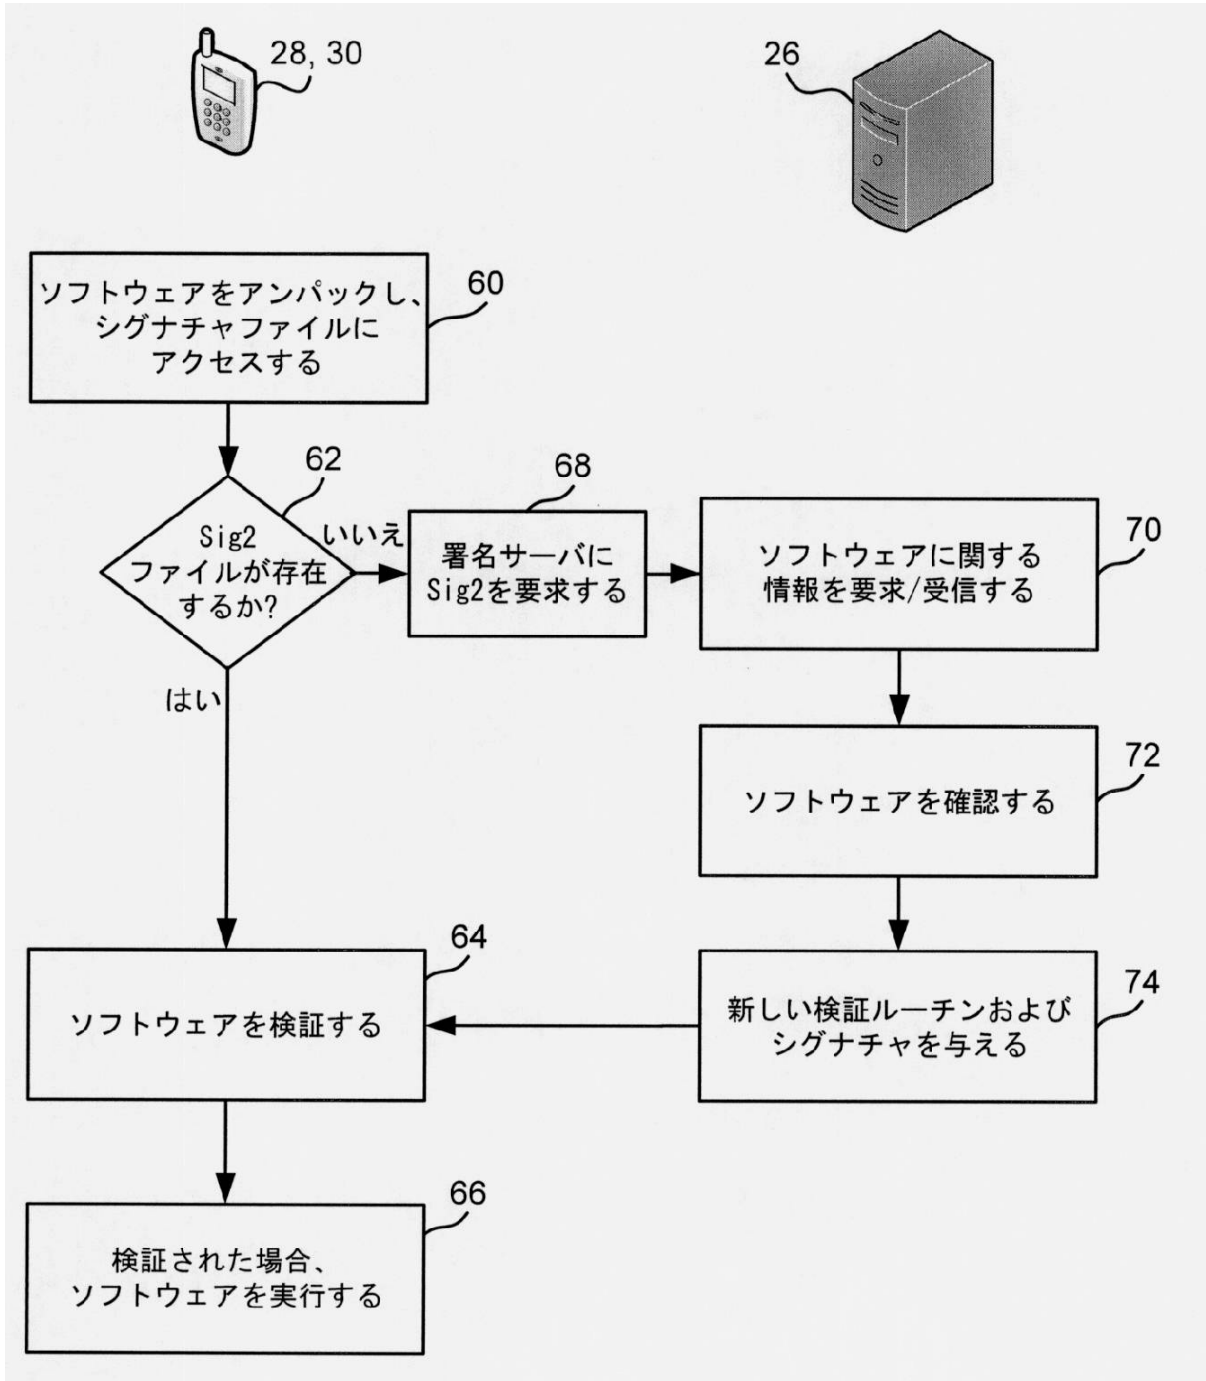 28, 30
26
60
ソフトウェアをアンパックし、
シグナチャファイルに
アクセスする
62
Sig2
ファイルが存在
するか?
いいえ
はい
68
署名サーバに
Sig2を要求する
70
ソフトウェアに関する
情報を要求/受信する
72
ソフトウェアを確認する
74
新しい検証ルーチンおよび
シグナチャを与える
64
ソフトウェアを検証する
66
検証された場合、
ソフトウェアを実行する